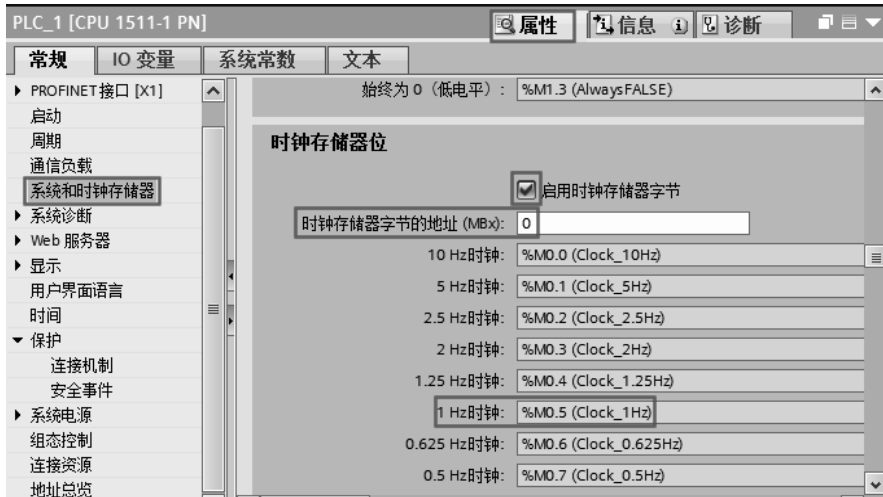 PLC_1 [CPU 1511-1 PN]
属性
信息
诊断
常规
IO 变量
系统常数
文本
PROFINET接口 [X1]
启动
周期
通信负载
系统和时钟存储器
系统诊断
Web 服务器
显示
用户界面语言
时间
保护
连接机制
安全事件
系统电源
组态控制
连接资源
地址总览
始终为 0（低电平）: %M1.3 (AlwaysFALSE)
时钟存储器位
启用时钟存储器字节
时钟存储器字节的地址 (MBx): 0
10 Hz时钟: %M0.0 (Clock_10Hz)
5 Hz时钟: %M0.1 (Clock_5Hz)
2.5 Hz时钟: %M0.2 (Clock_2.5Hz)
2 Hz时钟: %M0.3 (Clock_2Hz)
1.25 Hz时钟: %M0.4 (Clock_1.25Hz)
1 Hz时钟: %M0.5 (Clock_1Hz)
0.625 Hz时钟: %M0.6 (Clock_0.625Hz)
0.5 Hz时钟: %M0.7 (Clock_0.5Hz)